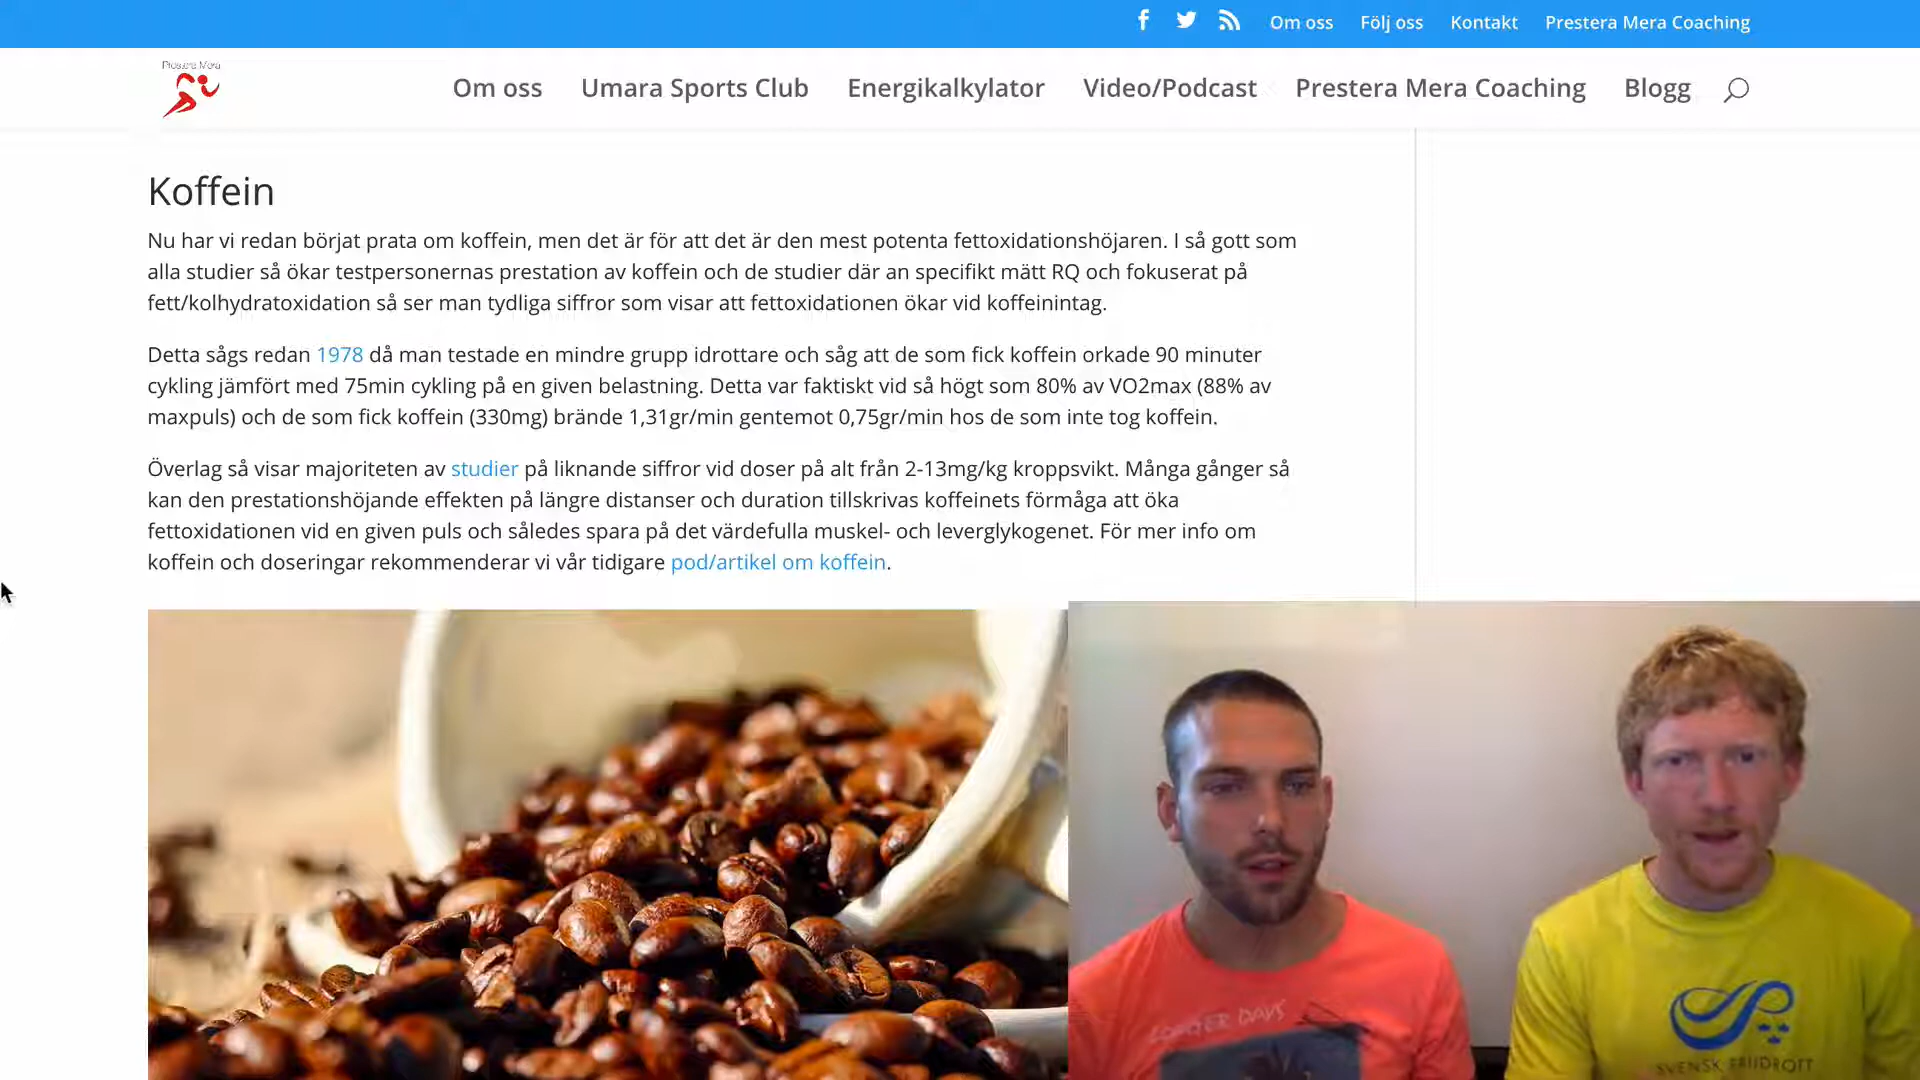 Om oss Följ oss Kontakt Prestera Mera Coaching
Prestera Mera
Om oss Umara Sports Club Energikalkylator Video/Podcast Prestera Mera Coaching Blogg
Koffein
Nu har vi redan börjat prata om koffein, men det är för att det är den mest potenta fettoxidationshöjaren. I så gott som
alla studier så ökar testpersonernas prestation av koffein och de studier där an specifikt mätt RQ och fokuserat på
fett/kolhydratoxidation så ser man tydliga siffror som visar att fettoxidationen ökar vid koffeinintag.
Detta sågs redan 1978 då man testade en mindre grupp idrottare och såg att de som fick koffein orkade 90 minuter
cykling jämfört med 75min cykling på en given belastning. Detta var faktiskt vid så högt som 80% av VO2max (88% av
maxpuls) och de som fick koffein (330mg) brände 1,31gr/min gentemot 0,75gr/min hos de som inte tog koffein.
Överlag så visar majoriteten av studier på liknande siffror vid doser på alt från 2-13mg/kg kroppsvikt. Många gånger så
kan den prestationshöjande effekten på längre distanser och duration tillskrivas koffeinets förmåga att öka
fettoxidationen vid en given puls och således spara på det värdefulla muskel- och leverglykogenet. För mer info om
koffein och doseringar rekommenderar vi vår tidigare pod/artikel om koffein.
DAYS
SVENSK FRIIDROTT